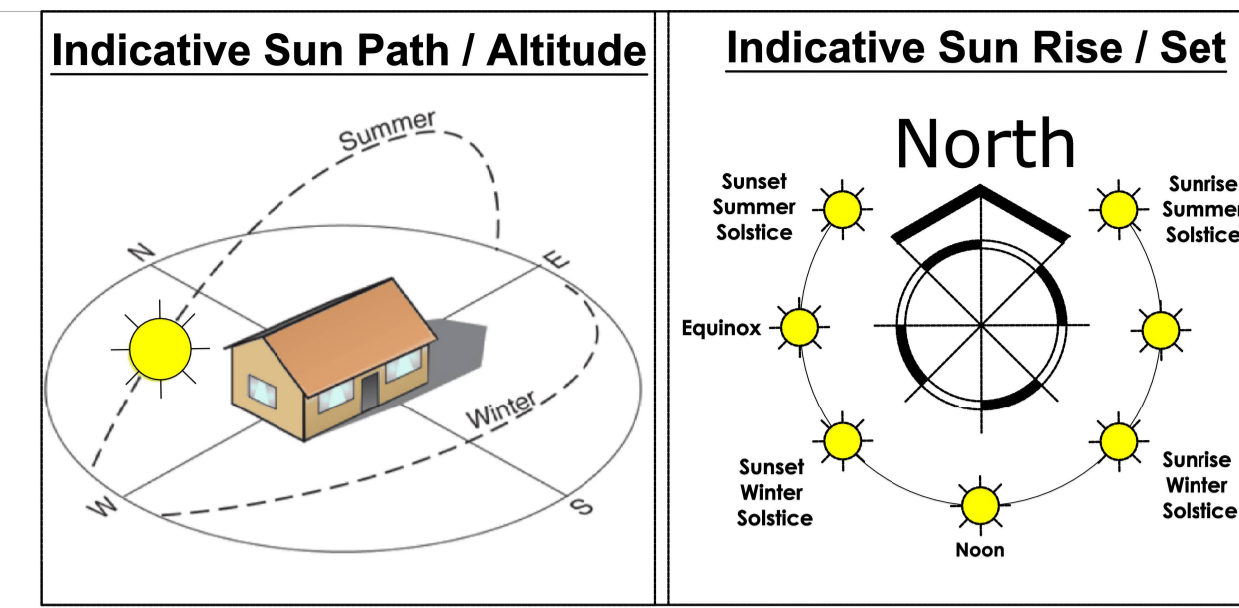 Indicative Sun Path / Altitude
Summer
N
E
Winter
W
S
Indicative Sun Rise / Set
North
Sunset
Summer
Solstice
Sunrise
Summer
Solstice
Equinox
Sunset
Winter
Solstice
Sunrise
Winter
Solstice
Noon